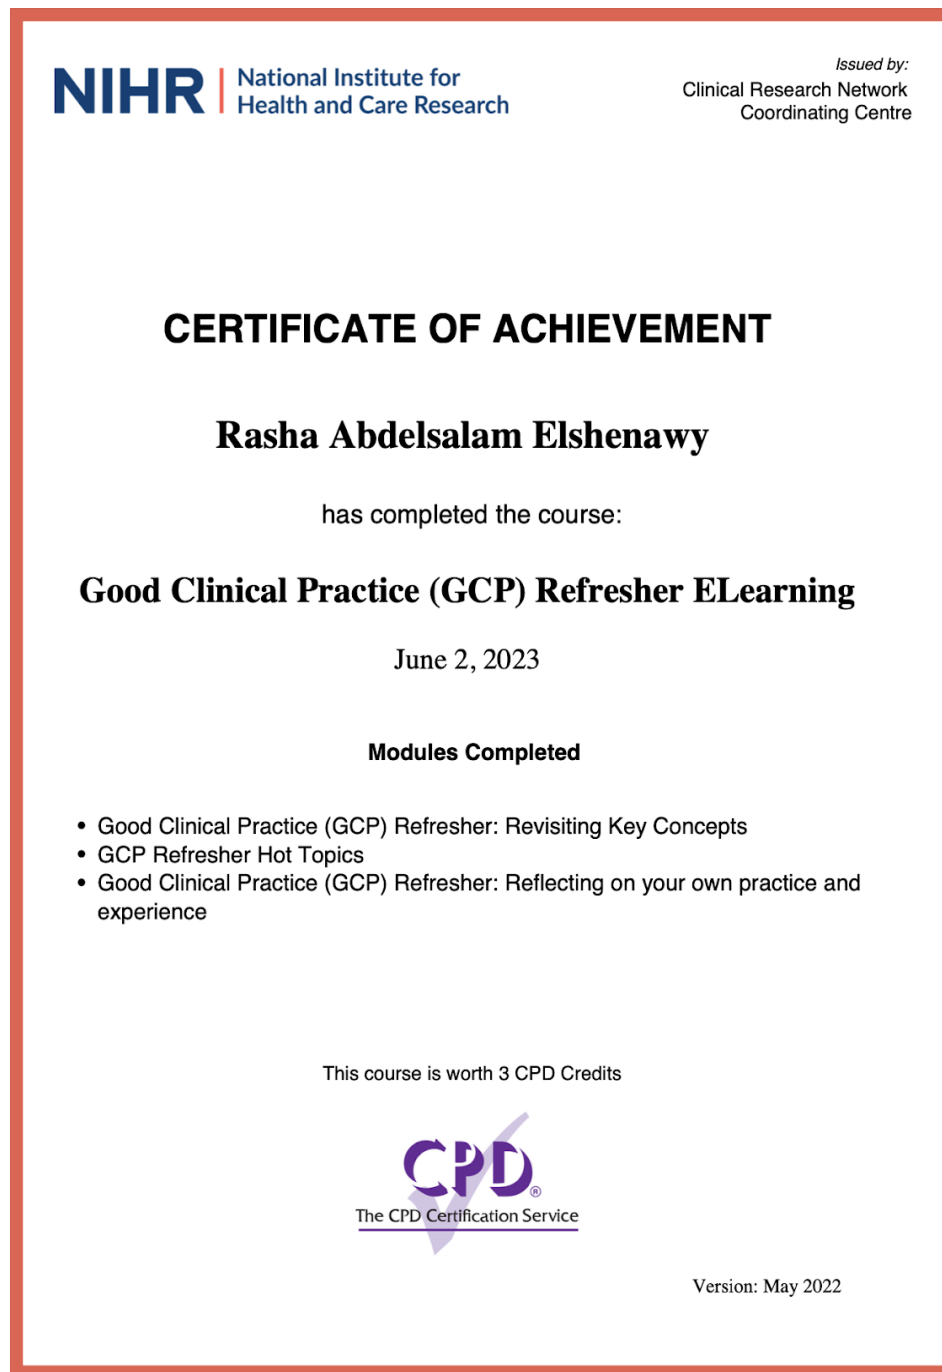 NIHR | National Institute for
Health and Care Research
Issued by:
Clinical Research Network
Coordinating Centre
CERTIFICATE OF ACHIEVEMENT
Rasha Abdelsalam Elshenawy
has completed the course:
Good Clinical Practice (GCP) Refresher ELearning
June 2, 2023
Modules Completed
• Good Clinical Practice (GCP) Refresher: Revisiting Key Concepts
• GCP Refresher Hot Topics
• Good Clinical Practice (GCP) Refresher: Reflecting on your own practice and
experience
This course is worth 3 CPD Credits
CPD®
The CPD Certification Service
Version: May 2022